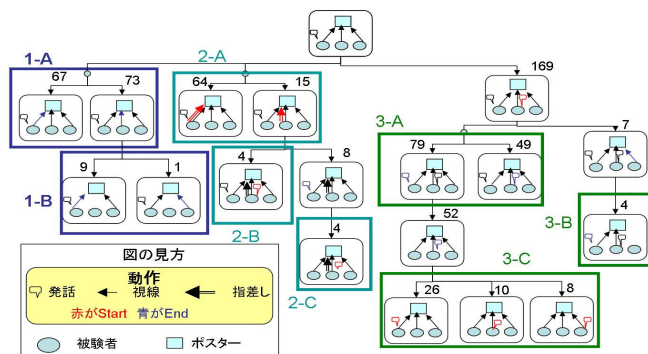 1-A
67
73
2-A
64
15
169
3-A
79
49
7
1-B
9
1
4
8
2-B
52
4
3-B
4
2-C
3-C
26
10
8
図の見方
動作
発話
視線
指差し
赤がStart 青がEnd
被験者
ポスター